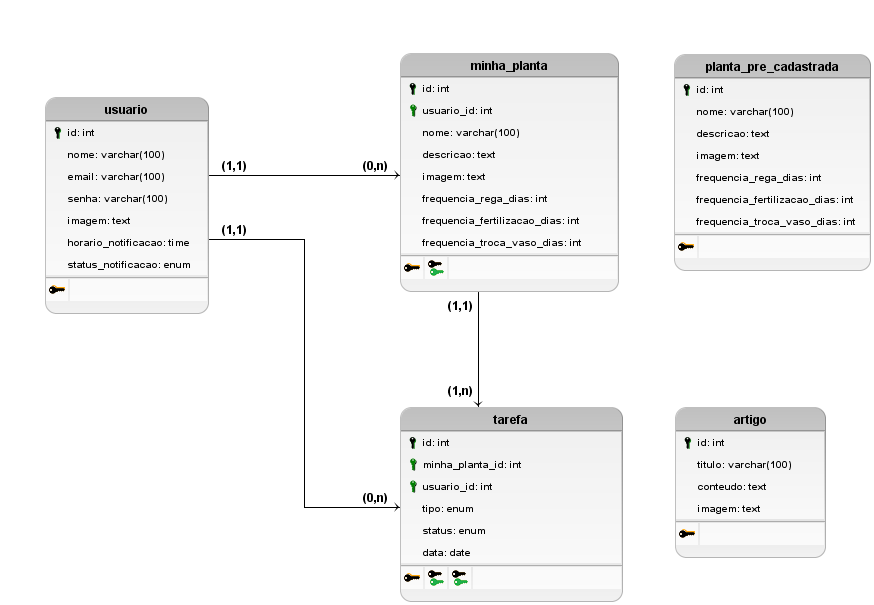 usuario
id: int
nome: varchar(100)
email: varchar(100)
senha: varchar(100)
imagem: text
horario_notificacao: time
status_notificacao: enum
(1,1)
(0,n)
(1,1)
(0,n)
minha_planta
id: int
usuario_id: int
nome: varchar(100)
descricao: text
imagem: text
frequencia_rega_dias: int
frequencia_fertilizacao_dias: int
frequencia_troca_vaso_dias: int
(1,1)
(1,n)
tarefa
id: int
minha_planta_id: int
usuario_id: int
tipo: enum
status: enum
data: date
planta_pre_cadastrada
id: int
nome: varchar(100)
descricao: text
imagem: text
frequencia_rega_dias: int
frequencia_fertilizacao_dias: int
frequencia_troca_vaso_dias: int
artigo
id: int
titulo: varchar(100)
conteudo: text
imagem: text